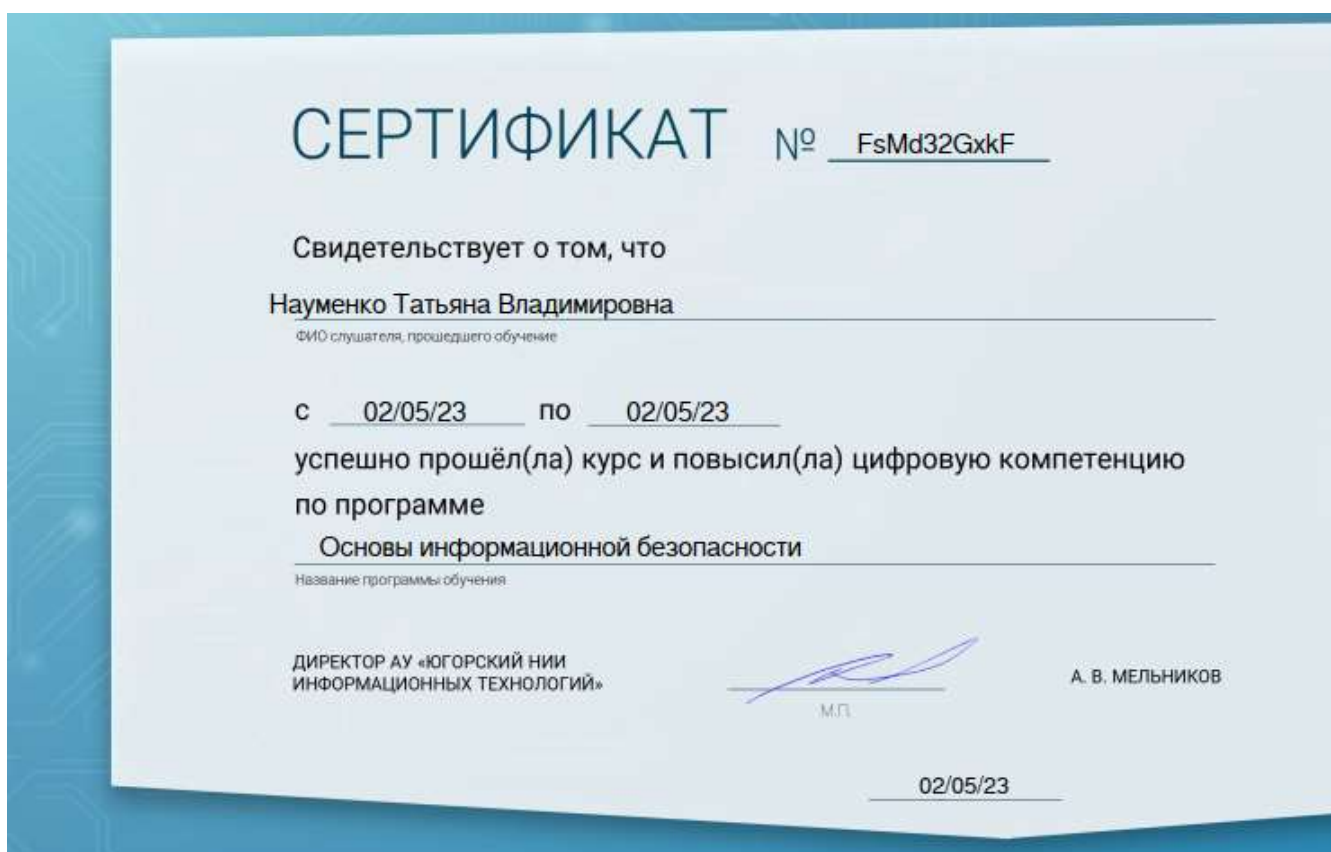 СЕРТИФИКАТ № FsMd32GxkF
Свидетельствует о том, что
Науменко Татьяна Владимировна
ФИО слушателя, прошедшего обучение
с 02/05/23 по 02/05/23
успешно прошёл(ла) курс и повысил(ла) цифровую компетенцию
по программе
Основы информационной безопасности
Название программы обучения
ДИРЕКТОР АУ «ЮГОРСКИЙ НИИ
ИНФОРМАЦИОННЫХ ТЕХНОЛОГИЙ»
А. В. МЕЛЬНИКОВ
М.П.
02/05/23